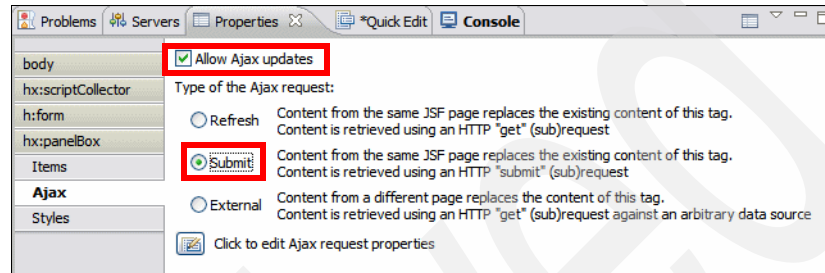 Problems Servers Properties *Quick Edit Console
body
hx:scriptCollector
h:form
hx:panelBox
Items
Ajax
Styles
Allow Ajax updates
Type of the Ajax request:
Refresh
Content from the same JSF page replaces the existing content of this tag.
Content is retrieved using an HTTP "get" (sub)request
Submit
Content from the same JSF page replaces the existing content of this tag.
Content is retrieved using an HTTP "submit" (sub)request
External
Content from a different page replaces the content of this tag.
Content is retrieved using an HTTP "get" (sub)request against an arbitrary data source
Click to edit Ajax request properties